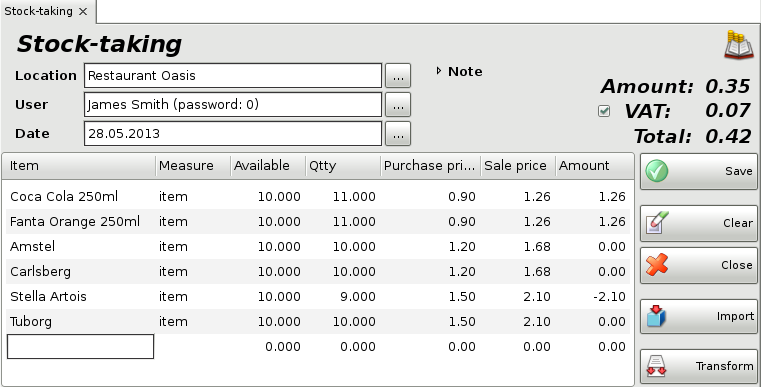 Stock-taking ×
Stock-taking
Location Restaurant Oasis ...
User James Smith (password: 0) ...
Date 28.05.2013 ...
Note
Amount: 0.35
VAT: 0.07
Total: 0.42
Item Measure Available Qtty Purchase pri... Sale price Amount
Coca Cola 250ml item 10.000 11.000 0.90 1.26 1.26
Fanta Orange 250ml item 10.000 11.000 0.90 1.26 1.26
Amstel item 10.000 10.000 1.20 1.68 0.00
Carlsberg item 10.000 10.000 1.20 1.68 0.00
Stella Artois item 10.000 9.000 1.50 2.10 -2.10
Tuborg item 10.000 10.000 1.50 2.10 0.00
0.000 0.000 0.00 0.00 0.00
Save
Clear
Close
Import
Transform